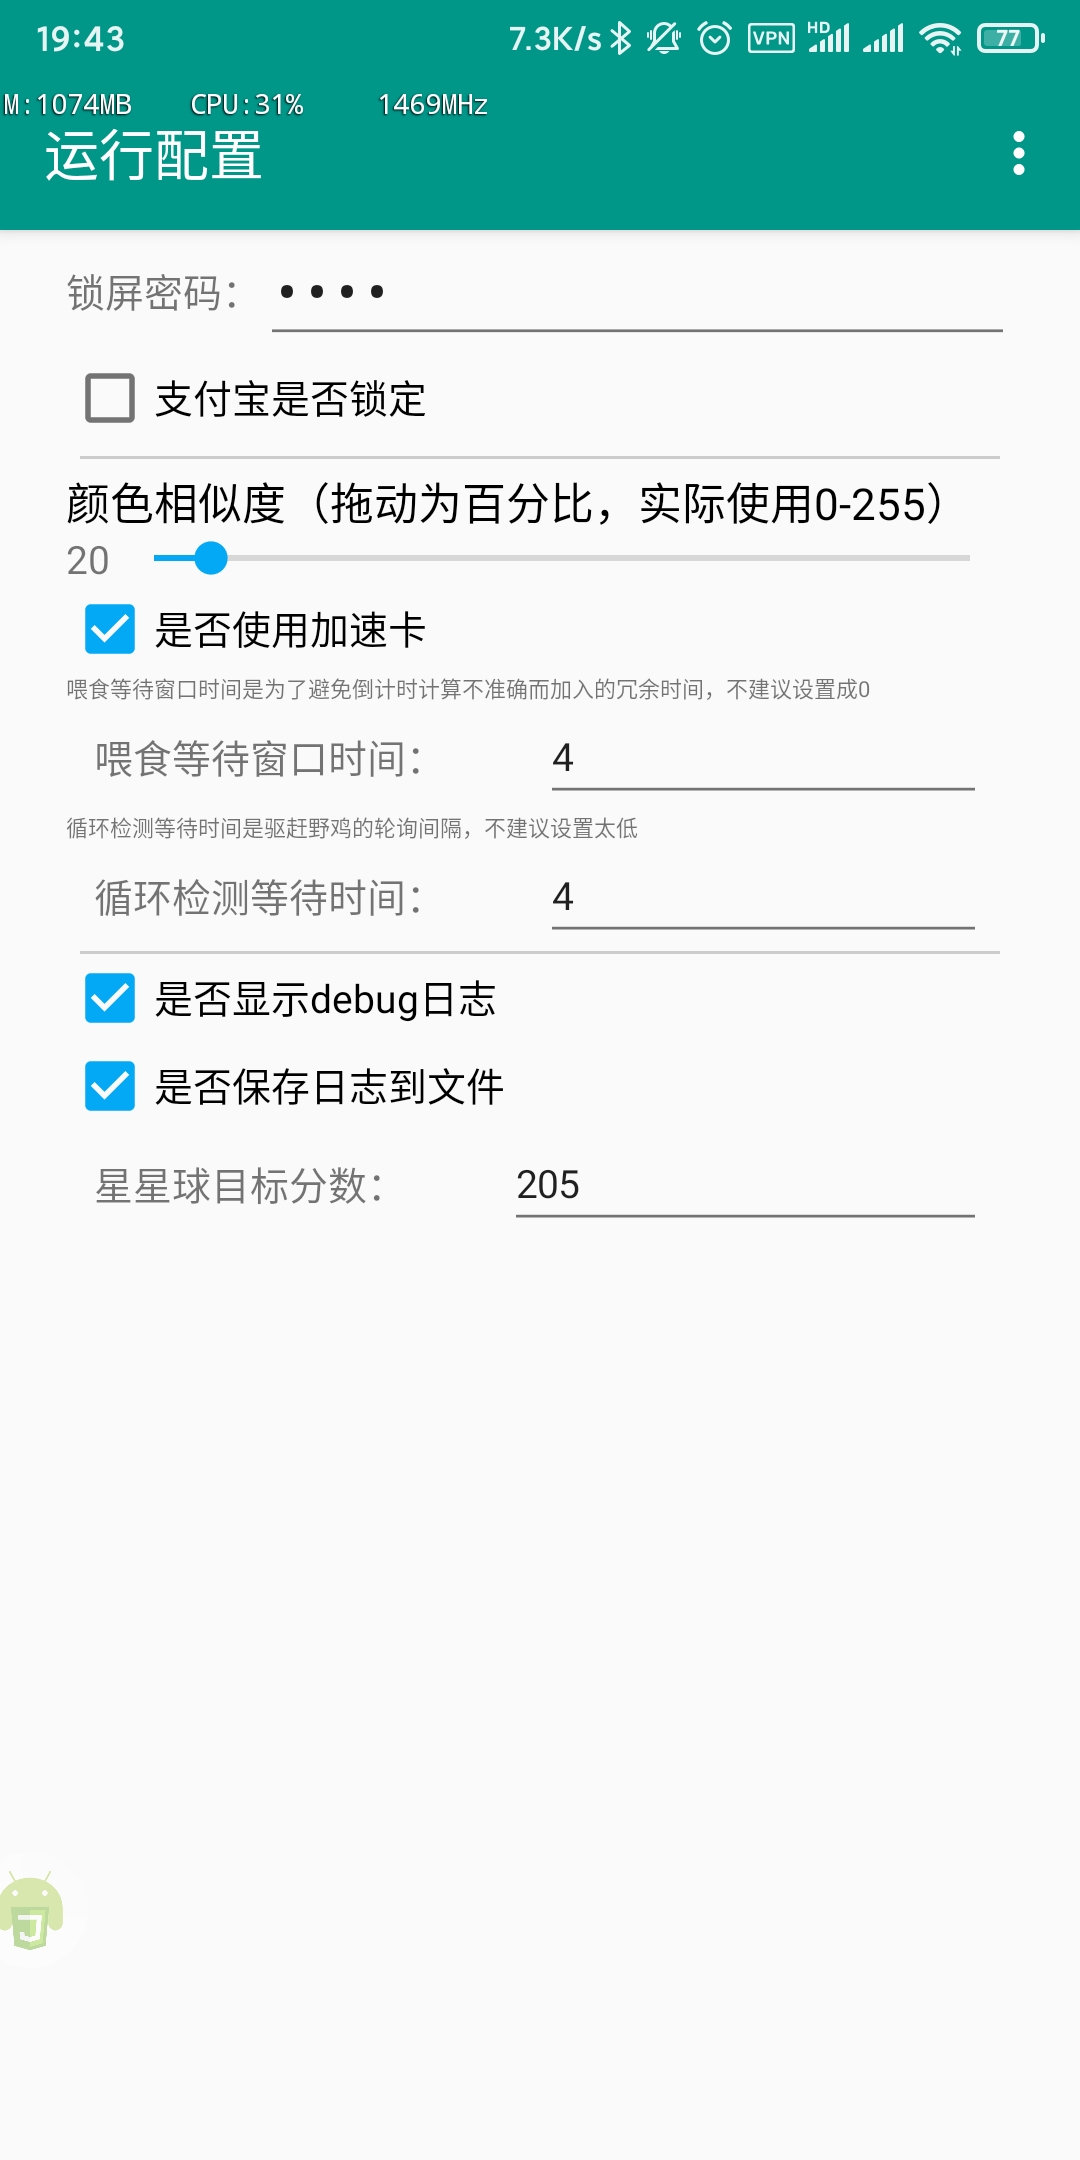 19:43 7.3K/s VPN HD 77
M:1074MB CPU:31% 1469MHz
运行配置
锁屏密码: ••••
支付宝是否锁定
颜色相似度（拖动为百分比，实际使用0-255）
20
是否使用加速卡
喂食等待窗口时间是为了避免倒计时计算不准确而加入的冗余时间，不建议设置成0
喂食等待窗口时间: 4
循环检测等待时间是驱赶野鸡的轮询间隔，不建议设置太低
循环检测等待时间: 4
是否显示debug日志
是否保存日志到文件
星星球目标分数: 205
J